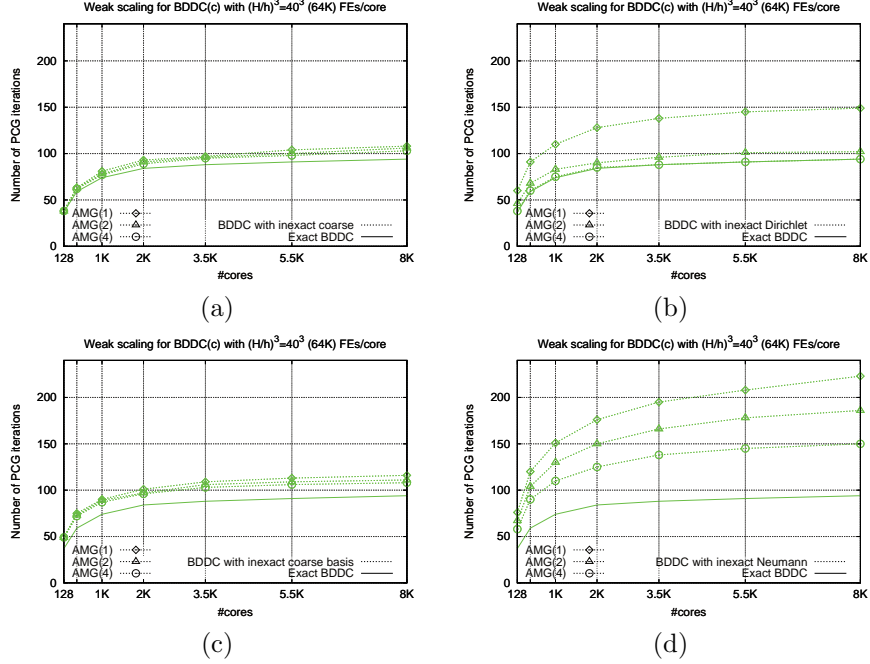 Weak scaling for BDDC(c) with (H/h)³=40³ (64K) FEs/core
Number of PCG iterations
200
150
100
50
0
AMG(1)
AMG(2)
AMG(4)
BDDC with inexact coarse
Exact BDDC
128 1K 2K 3.5K 5.5K 8K
#cores
(a)
Weak scaling for BDDC(c) with (H/h)³=40³ (64K) FEs/core
Number of PCG iterations
200
150
100
50
0
AMG(1)
AMG(2)
AMG(4)
BDDC with inexact Dirichlet
Exact BDDC
128 1K 2K 3.5K 5.5K 8K
#cores
(b)
Weak scaling for BDDC(c) with (H/h)³=40³ (64K) FEs/core
Number of PCG iterations
200
150
100
50
0
AMG(1)
AMG(2)
AMG(4)
BDDC with inexact coarse basis
Exact BDDC
128 1K 2K 3.5K 5.5K 8K
#cores
(c)
Weak scaling for BDDC(c) with (H/h)³=40³ (64K) FEs/core
Number of PCG iterations
200
150
100
50
0
AMG(1)
AMG(2)
AMG(4)
BDDC with inexact Neumann
Exact BDDC
128 1K 2K 3.5K 5.5K 8K
#cores
(d)